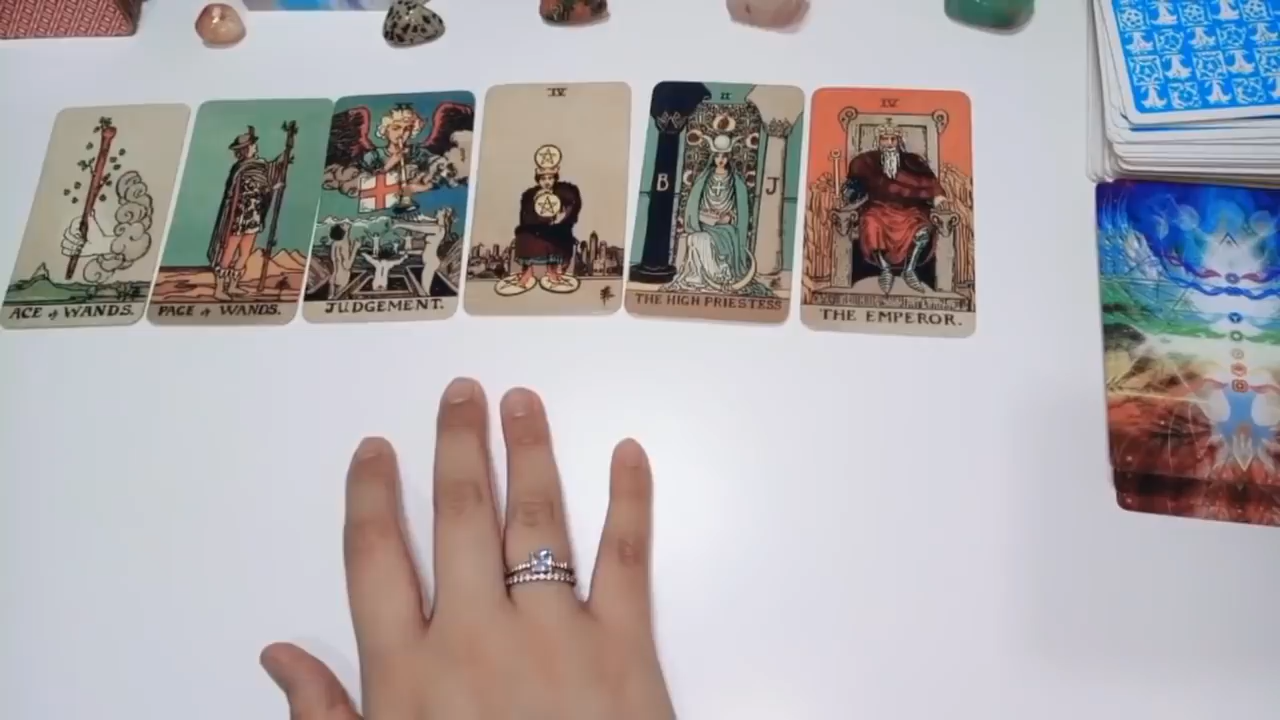 ACE of WANDS.
PAGE of WANDS.
JUDGEMENT.
IV
II
B J
THE HIGH PRIESTESS
IV
THE EMPEROR.